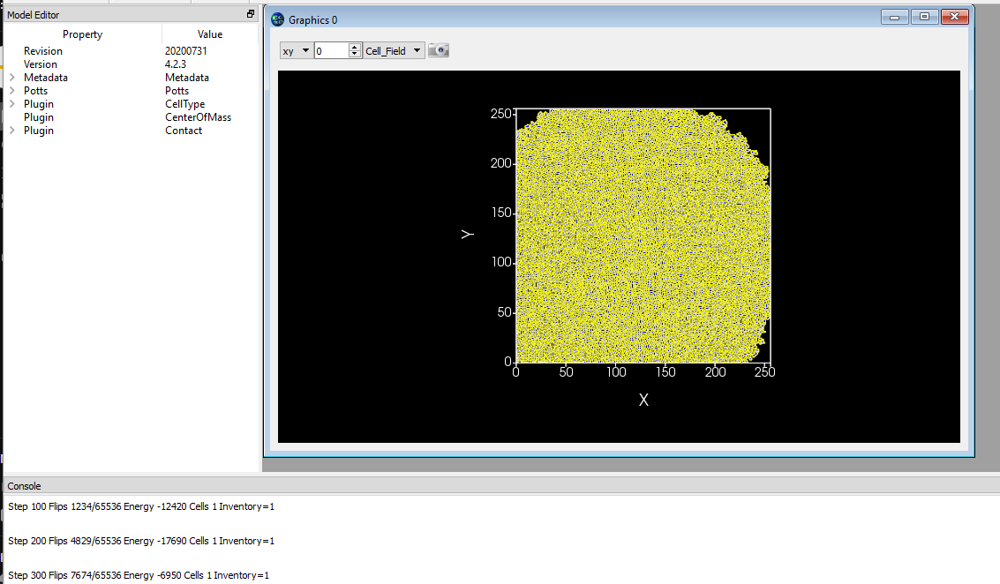 Model Editor
Property Value
Revision 20200731
Version 4.2.3
Metadata Metadata
Potts Potts
Plugin CellType
Plugin CenterOfMass
Plugin Contact
Graphics 0
xy 0 Cell_Field
250
200
150
100
50
0
Y
0 50 100 150 200 250
X
Console
Step 100 Flips 1234/65536 Energy -12420 Cells 1 Inventory=1
Step 200 Flips 4829/65536 Energy -17690 Cells 1 Inventory=1
Step 300 Flips 7674/65536 Energy -6950 Cells 1 Inventory=1